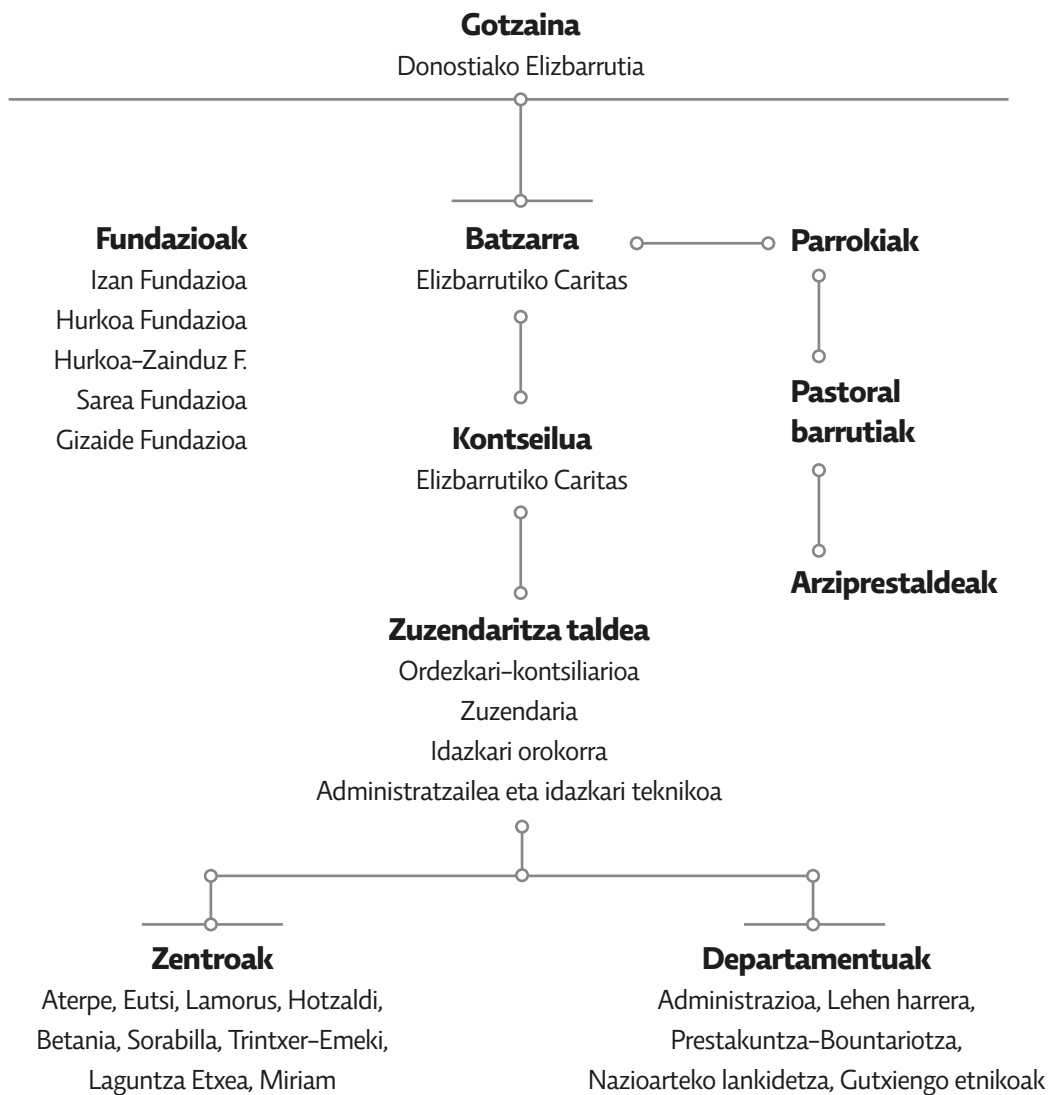 Gotzaina
Donostiako Elizbarrutia
Fundazioak
Izan Fundazioa
Hurkoa Fundazioa
Hurkoa–Zainduz F.
Sarea Fundazioa
Gizaide Fundazioa
Batzarra
Elizbarrutiko Caritas
Parrokiak
Pastoral
barrutiak
Arziprestaldeak
Kontseilua
Elizbarrutiko Caritas
Zuzendaritza taldea
Ordezkari–kontsiliarioa
Zuzendaria
Idazkari orokorra
Administratzailea eta idazkari teknikoa
Zentroak
Aterpe, Eutsi, Lamorus, Hotzaldi,
Betania, Sorabilla, Trintxer–Emeki,
Laguntza Etxea, Miriam
Departamentuak
Administrazioa, Lehen harrera,
Prestakuntza–Bountariotza,
Nazioarteko lankidetza, Gutxiengo etnikoak